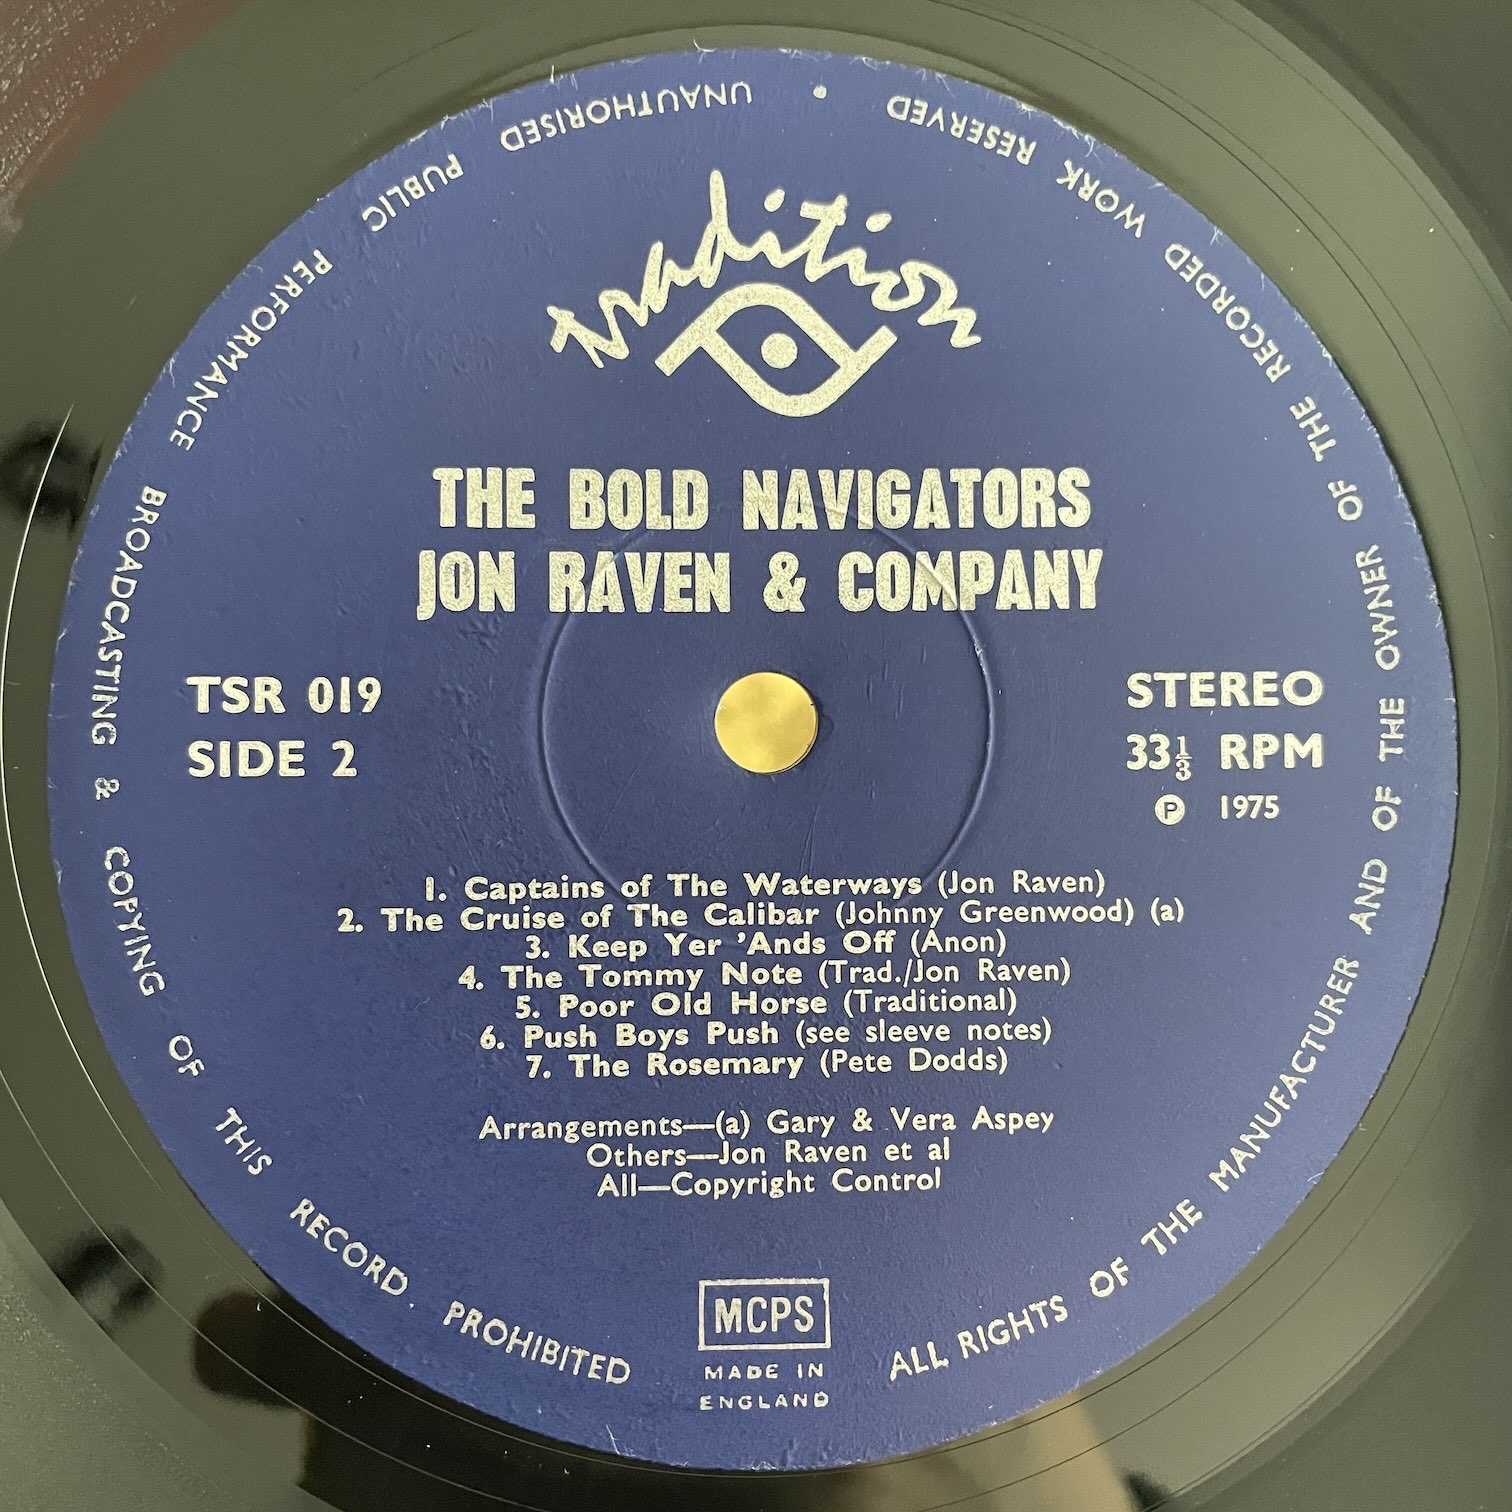 tradition
THE BOLD NAVIGATORS
JON RAVEN & COMPANY
TSR 019
SIDE 2
STEREO
33⅓ RPM
Ⓟ 1975
1. Captains of The Waterways (Jon Raven)
2. The Cruise of The Calibar (Johnny Greenwood) (a)
3. Keep Yer 'Ands Off (Anon)
4. The Tommy Note (Trad./Jon Raven)
5. Poor Old Horse (Traditional)
6. Push Boys Push (see sleeve notes)
7. The Rosemary (Pete Dodds)
Arrangements—(a) Gary & Vera Aspey
Others—Jon Raven et al
All—Copyright Control
MCPS
MADE IN
ENGLAND
ALL RIGHTS OF THE MANUFACTURER AND OF THE OWNER OF THE RECORDED WORK RESERVED • UNAUTHORISED PUBLIC PERFORMANCE BROADCASTING & COPYING OF THIS RECORD. PROHIBITED